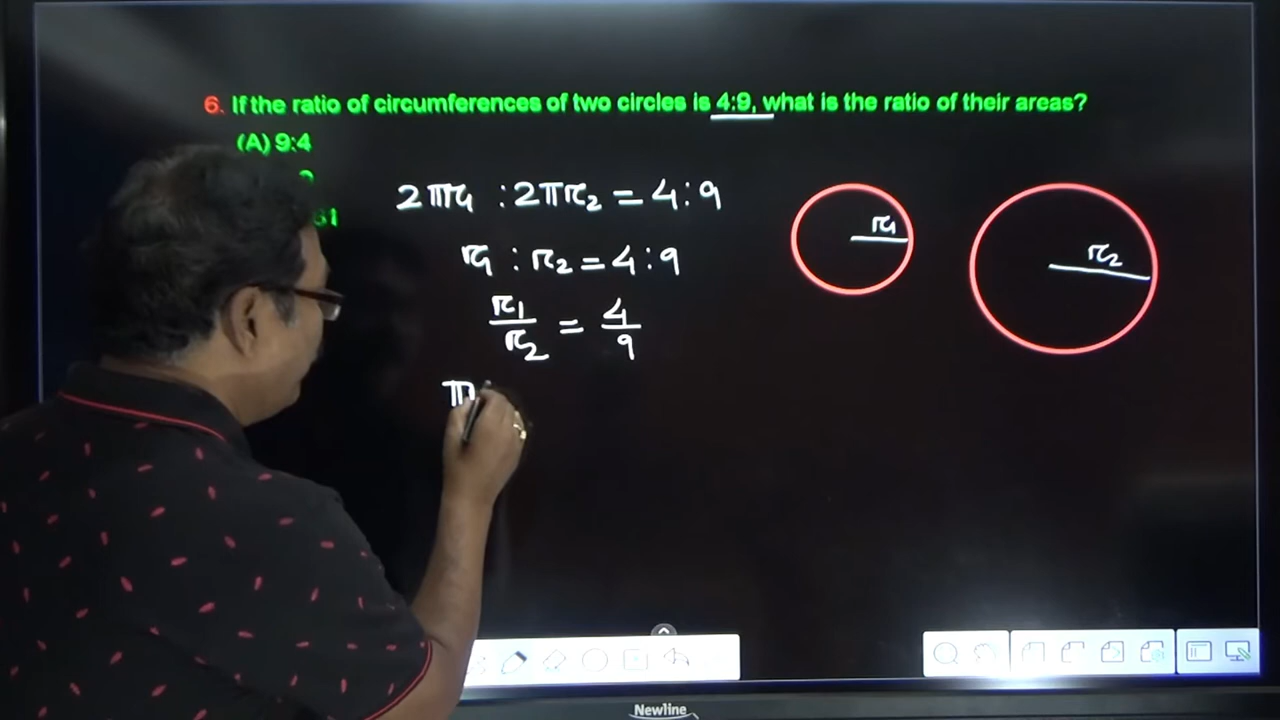 6. If the ratio of circumferences of two circles is 4:9, what is the ratio of their areas?
(A) 9:4
2πr₁ : 2πr₂ = 4:9
r₁ : r₂ = 4:9
r₁/r₂ = 4/9
π
r₁
r₂
Newline